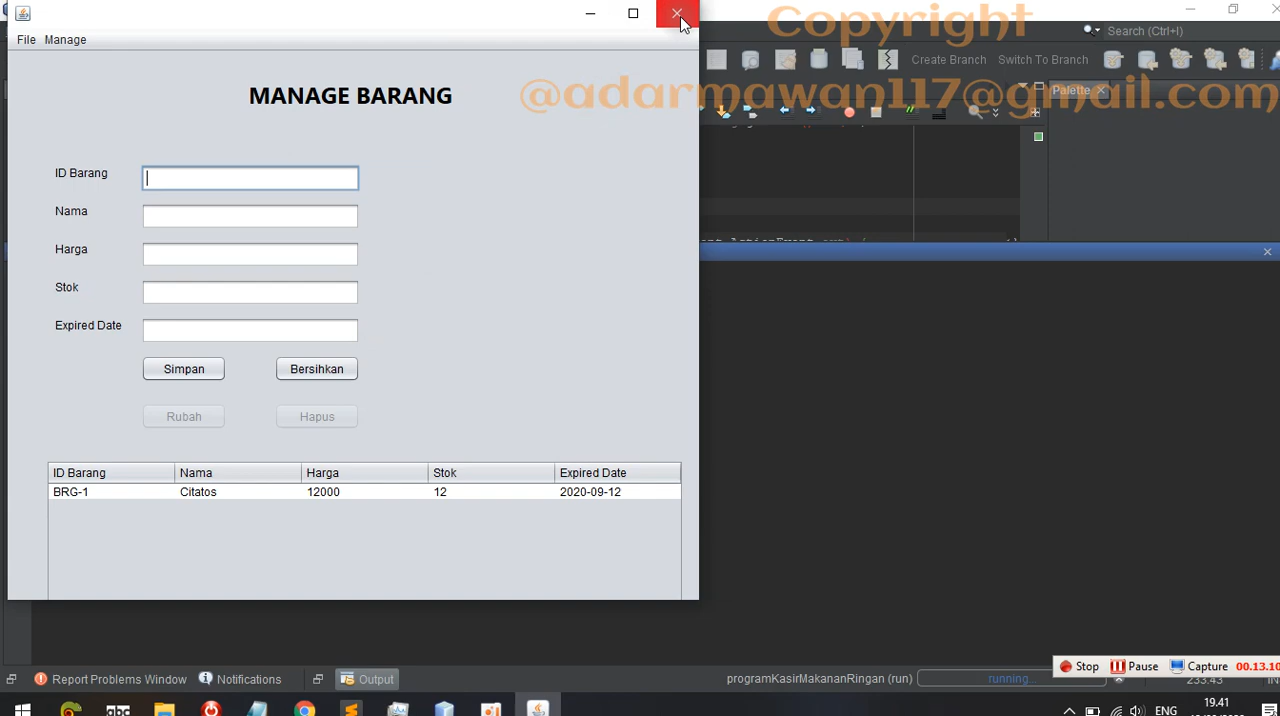 Copyright
@adarmawan117@gmail.com
Search (Ctrl+I)
File Manage
Create Branch Switch To Branch
Palette
MANAGE BARANG
ID Barang
Nama
Harga
Stok
Expired Date
Simpan Bersihkan
Rubah Hapus
ID Barang Nama Harga Stok Expired Date
BRG-1 Citatos 12000 12 2020-09-12
Stop Pause Capture 00.13.10
Report Problems Window Notifications Output programKasirMakananRingan (run) running... 233.43
abc
ENG
19.41